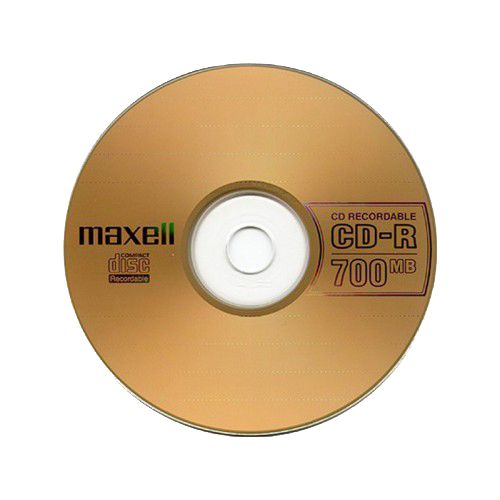 maxell
COMPACT
disc
Recordable
CD RECORDABLE
CD-R
700MB